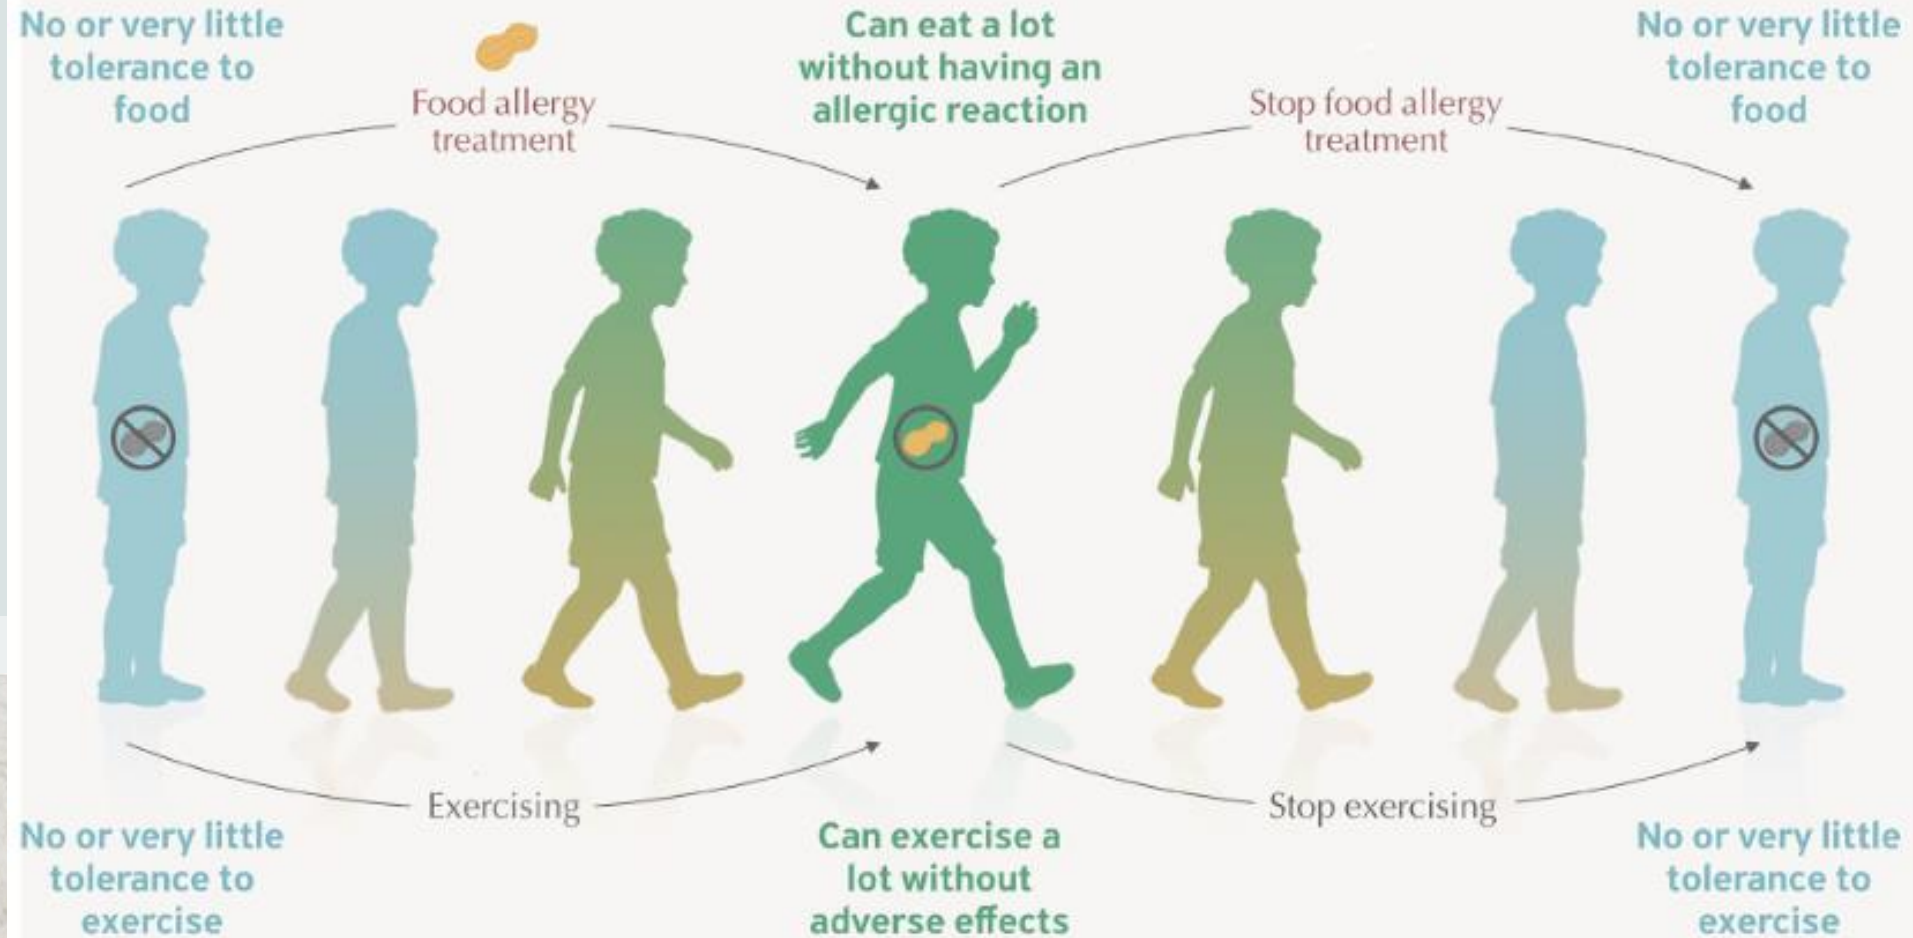 No or very little
tolerance to
food
Food allergy
treatment
Can eat a lot
without having an
allergic reaction
Stop food allergy
treatment
No or very little
tolerance to
food
No or very little
tolerance to
exercise
Exercising
Can exercise a
lot without
adverse effects
Stop exercising
No or very little
tolerance to
exercise